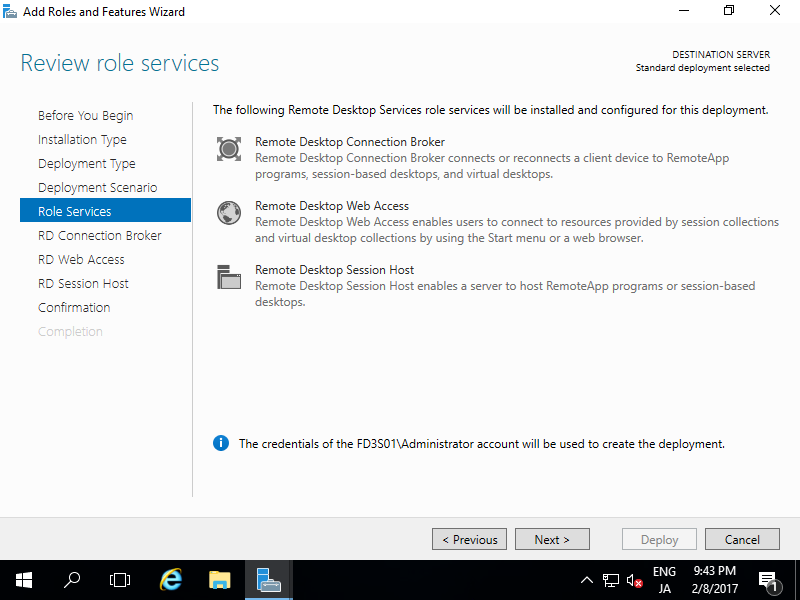 Add Roles and Features Wizard
Review role services
DESTINATION SERVER
Standard deployment selected
Before You Begin
Installation Type
Deployment Type
Deployment Scenario
Role Services
RD Connection Broker
RD Web Access
RD Session Host
Confirmation
Completion
The following Remote Desktop Services role services will be installed and configured for this deployment.
Remote Desktop Connection Broker
Remote Desktop Connection Broker connects or reconnects a client device to RemoteApp
programs, session-based desktops, and virtual desktops.
Remote Desktop Web Access
Remote Desktop Web Access enables users to connect to resources provided by session collections
and virtual desktop collections by using the Start menu or a web browser.
Remote Desktop Session Host
Remote Desktop Session Host enables a server to host RemoteApp programs or session-based
desktops.
The credentials of the FD3S01\Administrator account will be used to create the deployment.
< Previous
Next >
Deploy
Cancel
ENG
JA
9:43 PM
2/8/2017
1